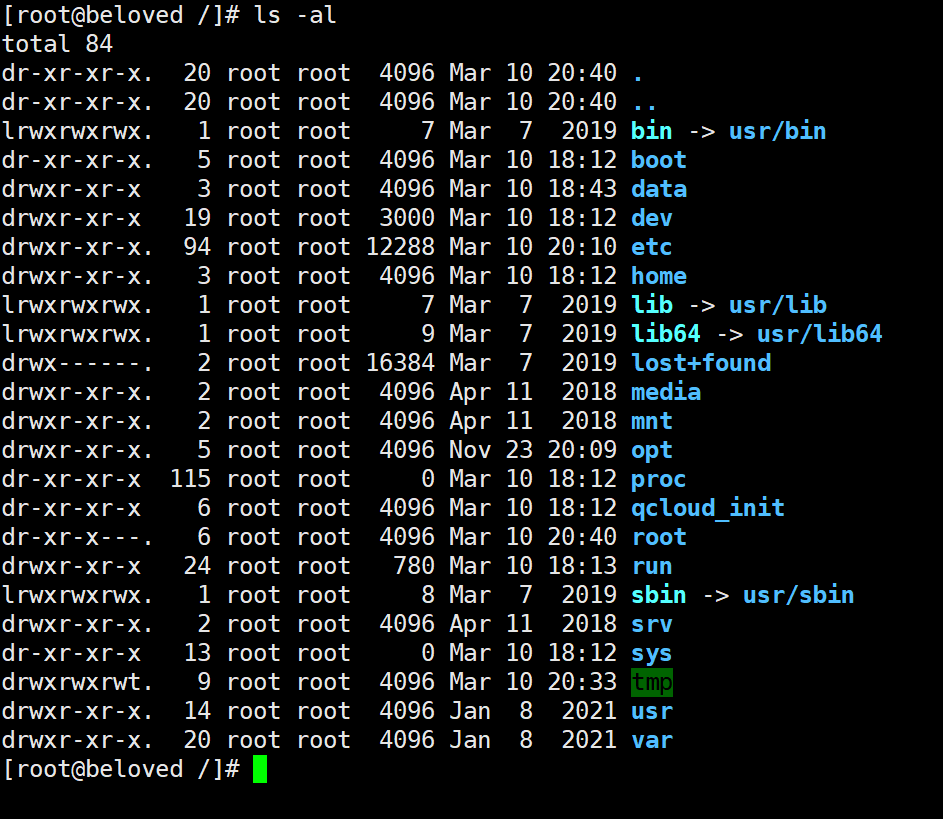 [root@beloved /]# ls -al
total 84
dr-xr-xr-x.  20 root root  4096 Mar 10 20:40 .
dr-xr-xr-x.  20 root root  4096 Mar 10 20:40 ..
lrwxrwxrwx.   1 root root     7 Mar  7  2019 bin -> usr/bin
dr-xr-xr-x.   5 root root  4096 Mar 10 18:12 boot
drwxr-xr-x    3 root root  4096 Mar 10 18:43 data
drwxr-xr-x   19 root root  3000 Mar 10 18:12 dev
drwxr-xr-x.  94 root root 12288 Mar 10 20:10 etc
drwxr-xr-x.   3 root root  4096 Mar 10 18:12 home
lrwxrwxrwx.   1 root root     7 Mar  7  2019 lib -> usr/lib
lrwxrwxrwx.   1 root root     9 Mar  7  2019 lib64 -> usr/lib64
drwx------.   2 root root 16384 Mar  7  2019 lost+found
drwxr-xr-x.   2 root root  4096 Apr 11  2018 media
drwxr-xr-x.   2 root root  4096 Apr 11  2018 mnt
drwxr-xr-x.   5 root root  4096 Nov 23 20:09 opt
dr-xr-xr-x  115 root root     0 Mar 10 18:12 proc
dr-xr-xr-x    6 root root  4096 Mar 10 18:12 qcloud_init
dr-xr-x---.   6 root root  4096 Mar 10 20:40 root
drwxr-xr-x   24 root root   780 Mar 10 18:13 run
lrwxrwxrwx.   1 root root     8 Mar  7  2019 sbin -> usr/sbin
drwxr-xr-x.   2 root root  4096 Apr 11  2018 srv
dr-xr-xr-x   13 root root     0 Mar 10 18:12 sys
drwxrwxrwt.   9 root root  4096 Mar 10 20:33 tmp
drwxr-xr-x.  14 root root  4096 Jan  8  2021 usr
drwxr-xr-x.  20 root root  4096 Jan  8  2021 var
[root@beloved /]#